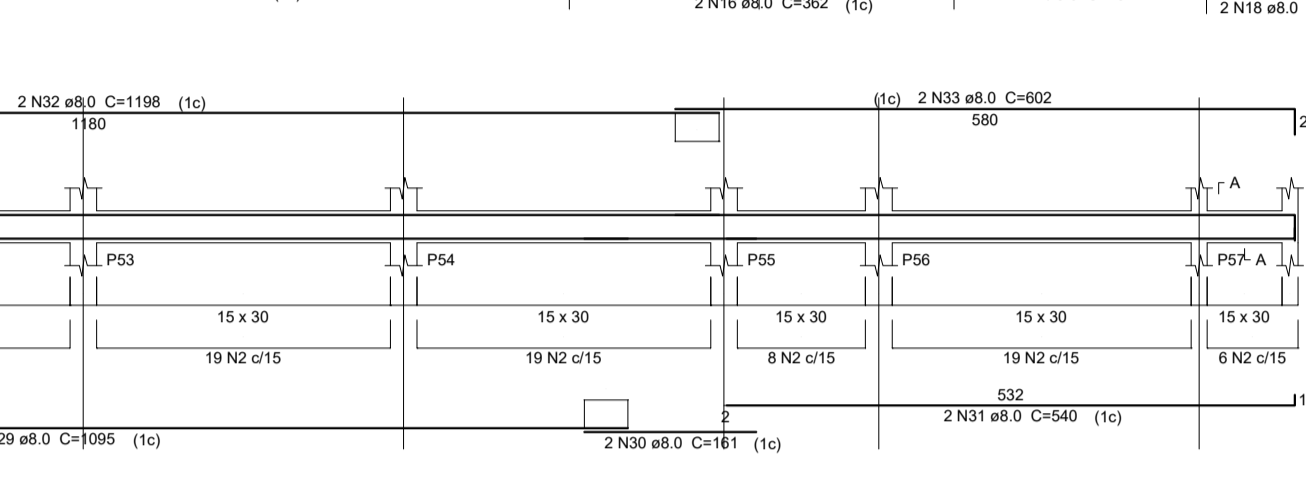 2 N16 ø8.0 C=362 (1c)
2 N18 ø8.0
2 N32 ø8.0 C=1198 (1c)
1180
(1c) 2 N33 ø8.0 C=602
580
2
A
P53
P54
P55
P56
P57
A
15 x 30
15 x 30
15 x 30
15 x 30
15 x 30
19 N2 c/15
19 N2 c/15
8 N2 c/15
19 N2 c/15
6 N2 c/15
532
1
2
2 N31 ø8.0 C=540 (1c)
29 ø8.0 C=1095 (1c)
2 N30 ø8.0 C=161 (1c)